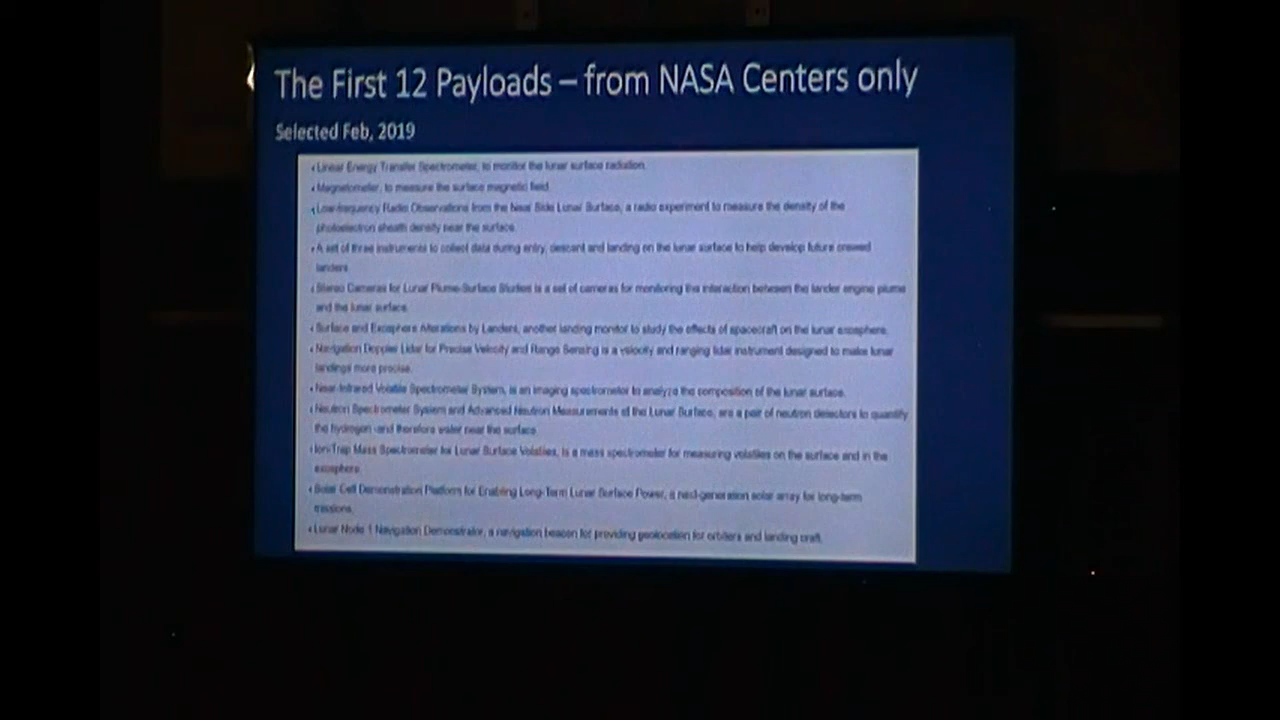 The First 12 Payloads – from NASA Centers only
Selected Feb, 2019
• Linear Energy Transfer Spectrometer, to monitor the lunar surface radiation.
• Magnetometer, to measure the surface magnetic field.
• Low-frequency Radio Observations from the Near Side Lunar Surface, a radio experiment to measure the density of the
photoelectron sheath density near the surface.
• A set of three instruments to collect data during entry, descent and landing on the lunar surface to help develop future crewed
landers.
• Stereo Cameras for Lunar Plume-Surface Studies is a set of cameras for monitoring the interaction between the lander engine plume
and the lunar surface.
• Surface and Exosphere Alterations by Landers, another landing monitor to study the effects of spacecraft on the lunar exosphere.
• Navigation Doppler Lidar for Precise Velocity and Range Sensing is a velocity and ranging lidar instrument designed to make lunar
landings more precise.
• Near-Infrared Volatile Spectrometer System, is an imaging spectrometer to analyze the composition of the lunar surface.
• Neutron Spectrometer System and Advanced Neutron Measurements at the Lunar Surface, are a pair of neutron detectors to quantify
the hydrogen -and therefore water near the surface.
• Ion-Trap Mass Spectrometer for Lunar Surface Volatiles, is a mass spectrometer for measuring volatiles on the surface and in the
exosphere.
• Solar Cell Demonstration Platform for Enabling Long-Term Lunar Surface Power, a next-generation solar array for long-term
missions.
• Lunar Node 1 Navigation Demonstrator, a navigation beacon for providing geolocation for orbiters and landing craft.